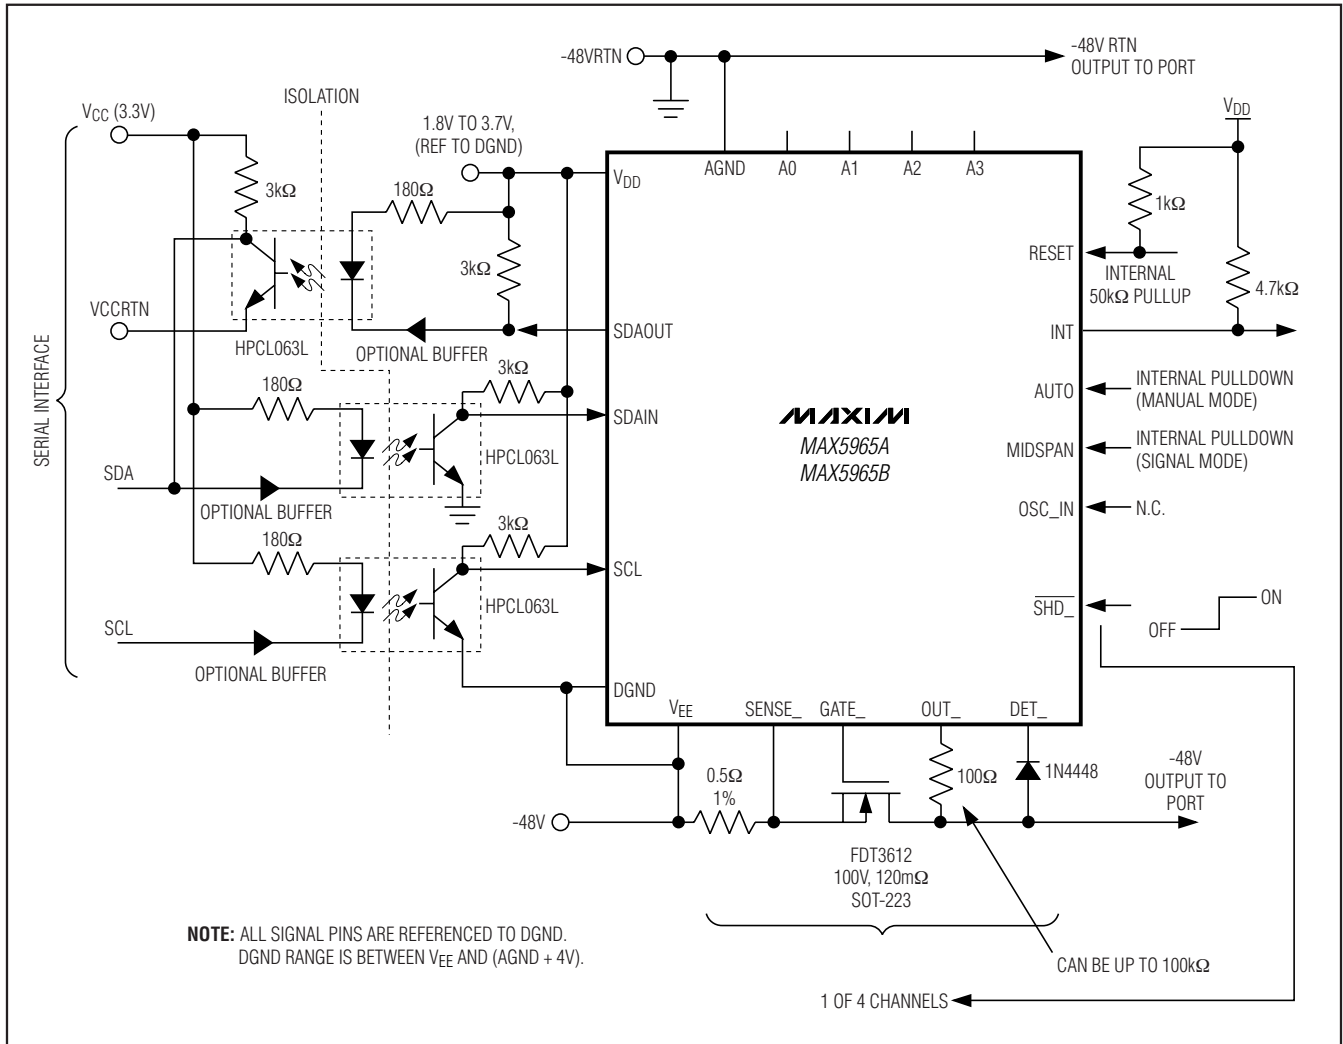 -48VRTN
-48V RTN
OUTPUT TO PORT
ISOLATION
VCC (3.3V)
1.8V TO 3.7V,
(REF TO DGND)
VDD
VDD
AGND
A0
A1
A2
A3
3kΩ
180Ω
1kΩ
RESET
INTERNAL
50kΩ PULLUP
3kΩ
4.7kΩ
VCCRTN
HPCL063L
OPTIONAL BUFFER
SDAOUT
INT
SERIAL INTERFACE
180Ω
3kΩ
SDAIN
AUTO
INTERNAL PULLDOWN
(MANUAL MODE)
MAXIM
MAX5965A
MAX5965B
HPCL063L
MIDSPAN
INTERNAL PULLDOWN
(SIGNAL MODE)
SDA
OPTIONAL BUFFER
OSC_IN
N.C.
180Ω
3kΩ
SCL
HPCL063L
SHD_
ON
OFF
SCL
OPTIONAL BUFFER
DGND
VEE
SENSE_
GATE_
OUT_
DET_
0.5Ω
1%
100Ω
1N4448
-48V
OUTPUT TO
PORT
-48V
FDT3612
100V, 120mΩ
SOT-223
NOTE: ALL SIGNAL PINS ARE REFERENCED TO DGND.
DGND RANGE IS BETWEEN VEE AND (AGND + 4V).
CAN BE UP TO 100kΩ
1 OF 4 CHANNELS